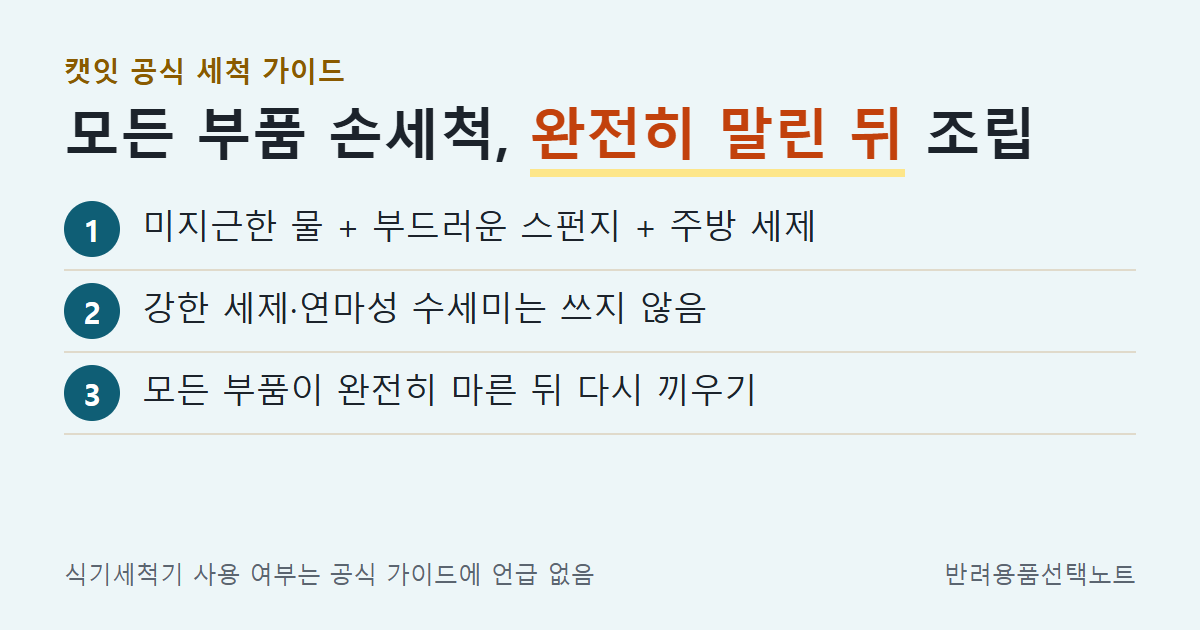 캣잇 공식 세척 가이드
모든 부품 손세척, 완전히 말린 뒤 조립
1 미지근한 물 + 부드러운 스펀지 + 주방 세제
2 강한 세제·연마성 수세미는 쓰지 않음
3 모든 부품이 완전히 마른 뒤 다시 끼우기
식기세척기 사용 여부는 공식 가이드에 언급 없음
반려용품선택노트